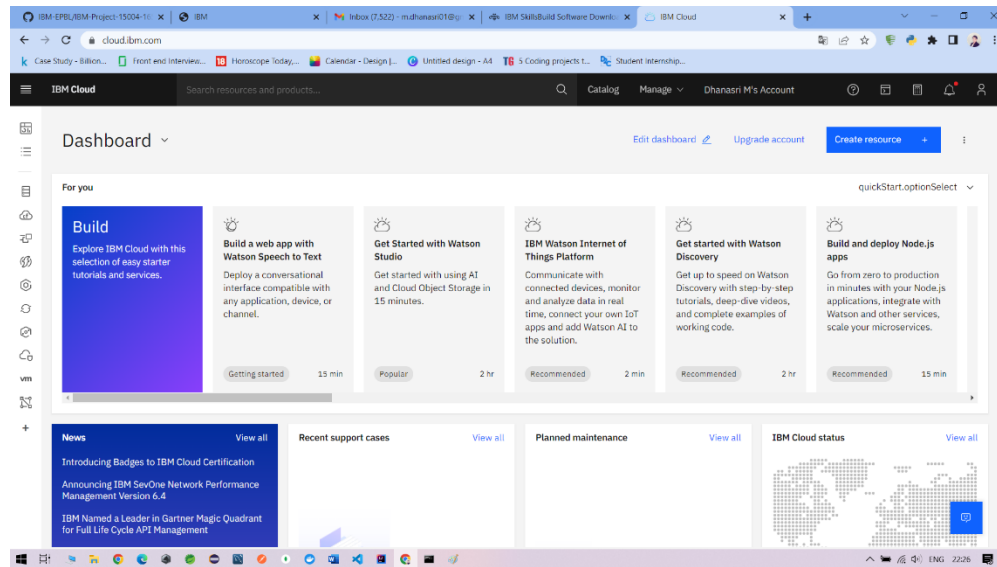 IBM-EPBL/IBM-Project-15004-16
IBM
Inbox (7,522) - m.dhanasri01@g
IBM SkillsBuild Software Downlo
IBM Cloud
cloud.ibm.com
Case Study - Billion...
Front end Interview...
18
Horoscope Today,...
Calendar - Design |...
Untitled design - A4
5 Coding projects t...
Student Internship...
IBM Cloud
Search resources and products...
Catalog
Manage
Dhanasri M's Account
Dashboard
Edit dashboard
Upgrade account
Create resource +
For you
quickStart.optionSelect
Build
Explore IBM Cloud with this
selection of easy starter
tutorials and services.
Build a web app with
Watson Speech to Text
Deploy a conversational
interface compatible with
any application, device, or
channel.
Getting started
15 min
Get Started with Watson
Studio
Get started with using AI
and Cloud Object Storage in
15 minutes.
Popular
2 hr
IBM Watson Internet of
Things Platform
Communicate with
connected devices, monitor
and analyze data in real
time, connect your own IoT
apps and add Watson AI to
the solution.
Recommended
2 min
Get started with Watson
Discovery
Get up to speed on Watson
Discovery with step-by-step
tutorials, deep-dive videos,
and complete examples of
working code.
Recommended
2 hr
Build and deploy Node.js
apps
Go from zero to production
in minutes with your Node.js
applications, integrate with
Watson and other services,
scale your microservices.
Recommended
15 min
vm
News
View all
Introducing Badges to IBM Cloud Certification
Announcing IBM SevOne Network Performance
Management Version 6.4
IBM Named a Leader in Gartner Magic Quadrant
for Full Life Cycle API Management
Recent support cases
View all
Planned maintenance
View all
IBM Cloud status
View all
ENG
22:26